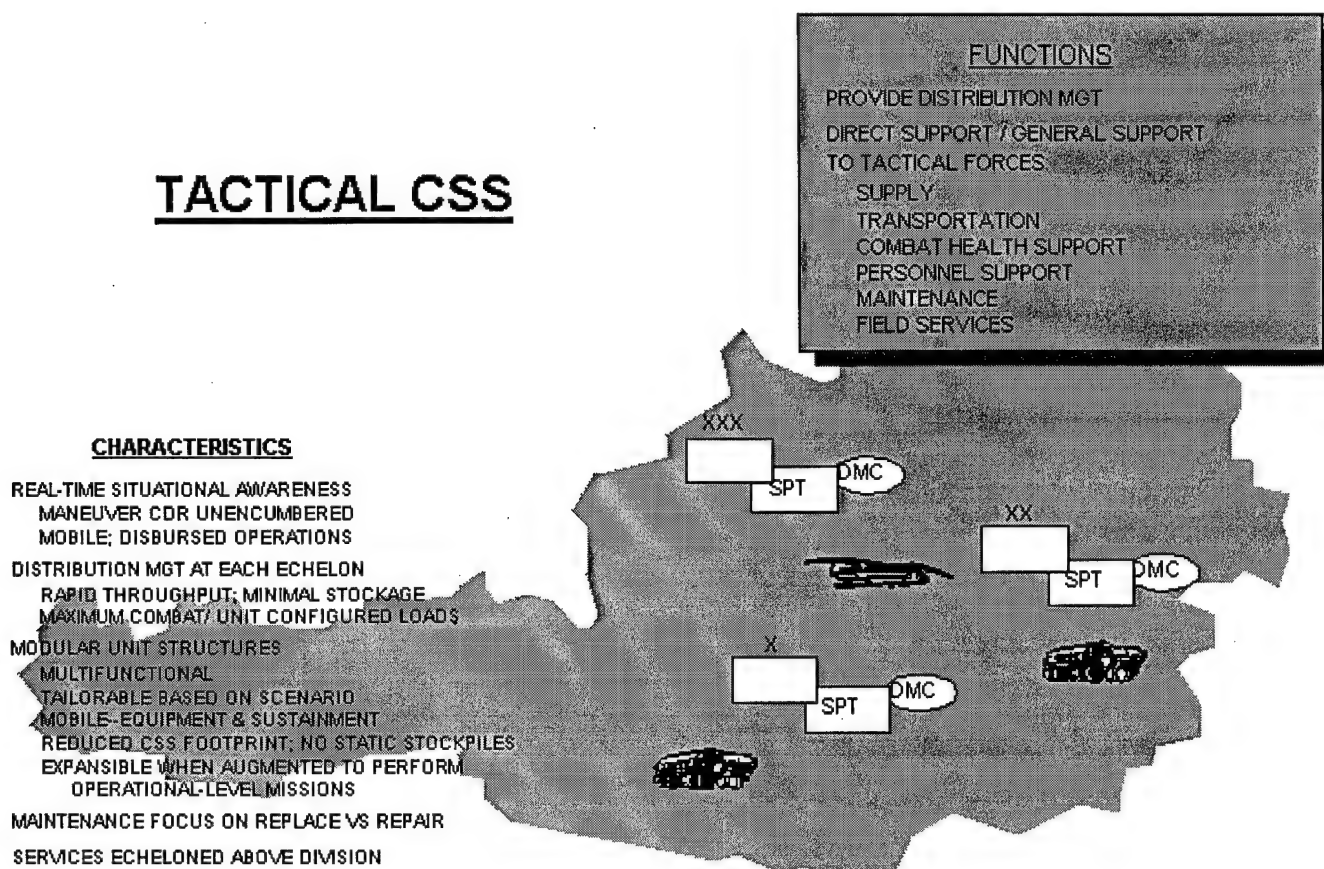 TACTICAL CSS
FUNCTIONS
PROVIDE DISTRIBUTION MGT
DIRECT SUPPORT / GENERAL SUPPORT
TO TACTICAL FORCES
SUPPLY
TRANSPORTATION
COMBAT HEALTH SUPPORT
PERSONNEL SUPPORT
MAINTENANCE
FIELD SERVICES
CHARACTERISTICS
REAL-TIME SITUATIONAL AWARENESS
MANEUVER CDR UNENCUMBERED
MOBILE; DISBURSED OPERATIONS
DISTRIBUTION MGT AT EACH ECHELON
RAPID THROUGHPUT; MINIMAL STOCKAGE
MAXIMUM COMBAT/ UNIT CONFIGURED LOADS
MODULAR UNIT STRUCTURES
MULTIFUNCTIONAL
TAILORABLE BASED ON SCENARIO
MOBILE--EQUIPMENT & SUSTAINMENT
REDUCED CSS FOOTPRINT; NO STATIC STOCKPILES
EXPANSIBLE WHEN AUGMENTED TO PERFORM
OPERATIONAL-LEVEL MISSIONS
MAINTENANCE FOCUS ON REPLACE VS REPAIR
SERVICES ECHELONED ABOVE DIVISION
XXX
SPT DMC
XX
SPT DMC
X
SPT DMC